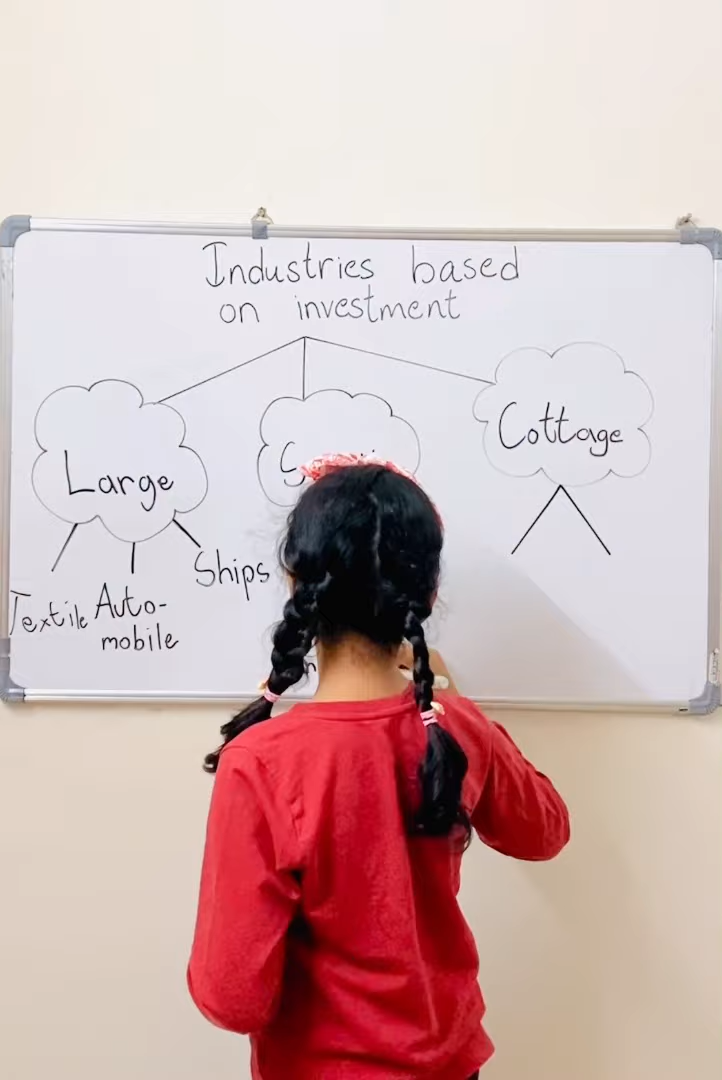 Industries based
on investment
Large
Cottage
Textile
Auto-
mobile
Ships